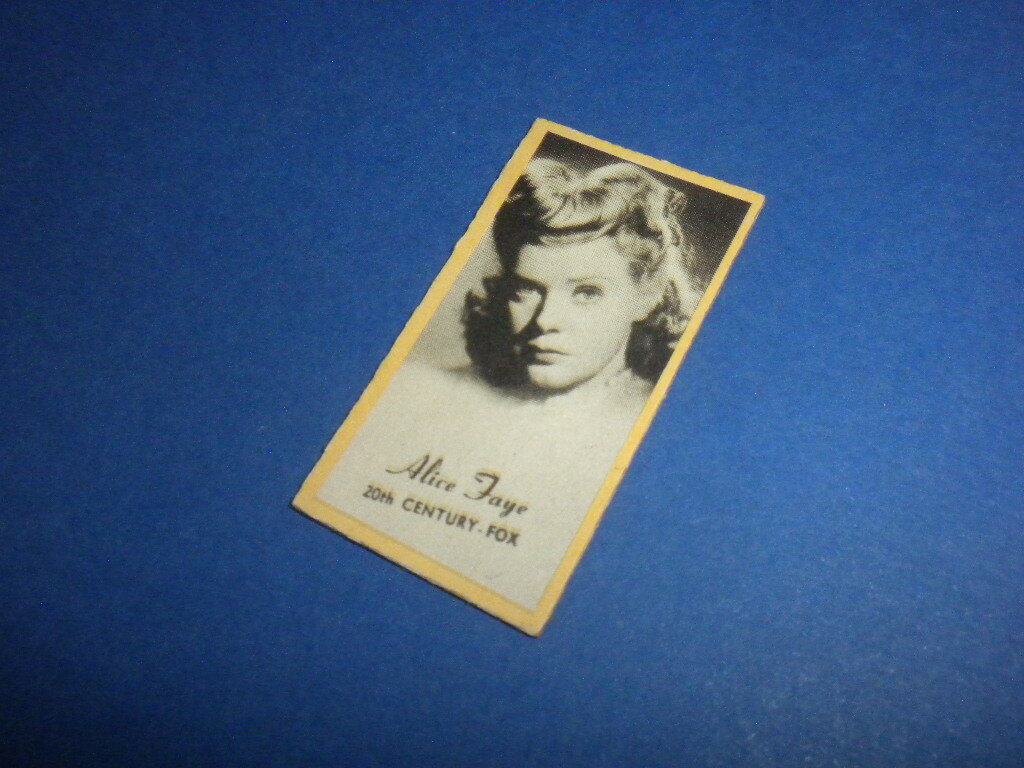 Alice Faye
20th CENTURY-FOX